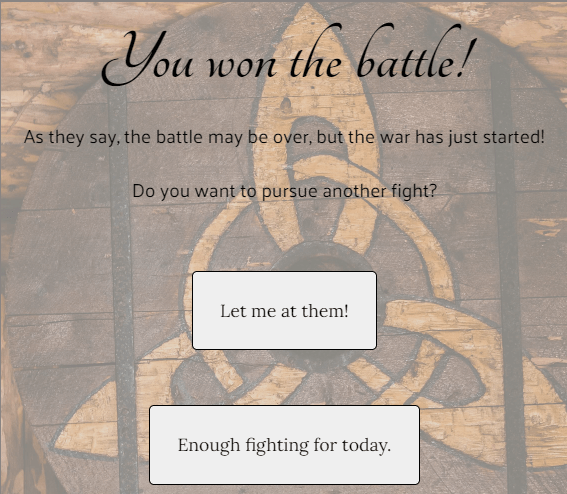 You won the battle!
As they say, the battle may be over, but the war has just started!
Do you want to pursue another fight?
Let me at them!
Enough fighting for today.